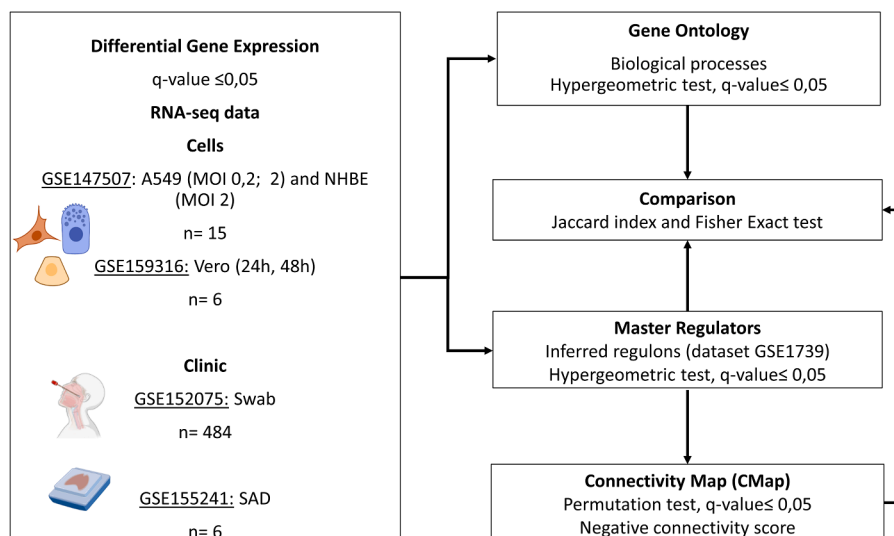 Differential Gene Expression
q-value ≤0,05
RNA-seq data
Cells
GSE147507: A549 (MOI 0,2; 2) and NHBE
(MOI 2)
n= 15
GSE159316: Vero (24h, 48h)
n= 6
Clinic
GSE152075: Swab
n= 484
GSE155241: SAD
n= 6
Gene Ontology
Biological processes
Hypergeometric test, q-value≤ 0,05
Comparison
Jaccard index and Fisher Exact test
Master Regulators
Inferred regulons (dataset GSE1739)
Hypergeometric test, q-value≤ 0,05
Connectivity Map (CMap)
Permutation test, q-value≤ 0,05
Negative connectivity score